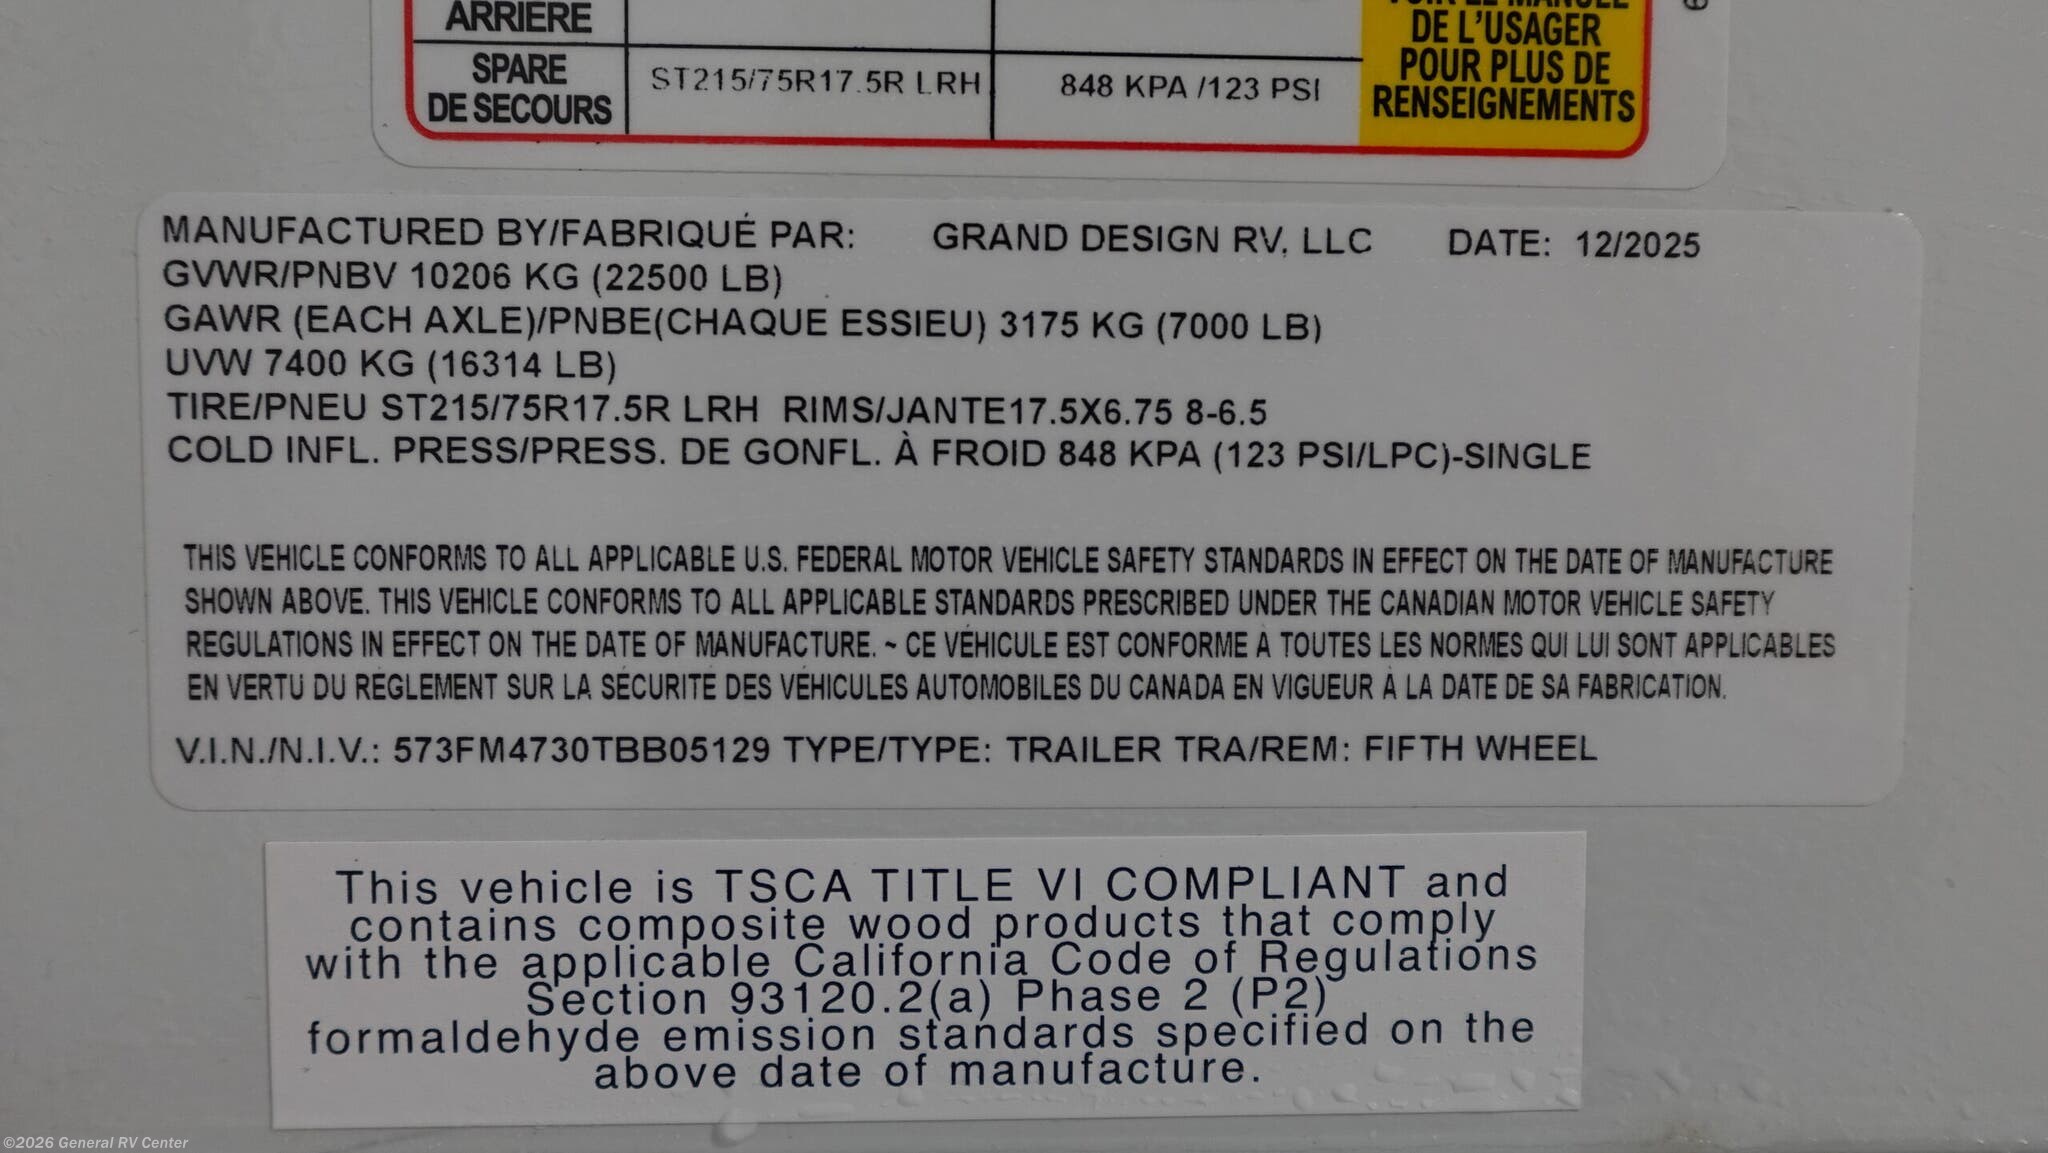 ARRIÈRE
SPARE
DE SECOURS
ST215/75R17.5R LRH
848 KPA /123 PSI
VOIR LE MANUEL
DE L'USAGER
POUR PLUS DE
RENSEIGNEMENTS
MANUFACTURED BY/FABRIQUÉ PAR: GRAND DESIGN RV, LLC DATE: 12/2025
GVWR/PNBV 10206 KG (22500 LB)
GAWR (EACH AXLE)/PNBE(CHAQUE ESSIEU) 3175 KG (7000 LB)
UVW 7400 KG (16314 LB)
TIRE/PNEU ST215/75R17.5R LRH RIMS/JANTE17.5X6.75 8-6.5
COLD INFL. PRESS/PRESS. DE GONFL. À FROID 848 KPA (123 PSI/LPC)-SINGLE
THIS VEHICLE CONFORMS TO ALL APPLICABLE U.S. FEDERAL MOTOR VEHICLE SAFETY STANDARDS IN EFFECT ON THE DATE OF MANUFACTURE
SHOWN ABOVE. THIS VEHICLE CONFORMS TO ALL APPLICABLE STANDARDS PRESCRIBED UNDER THE CANADIAN MOTOR VEHICLE SAFETY
REGULATIONS IN EFFECT ON THE DATE OF MANUFACTURE. ~ CE VÉHICULE EST CONFORME À TOUTES LES NORMES QUI LUI SONT APPLICABLES
EN VERTU DU RÈGLEMENT SUR LA SÉCURITÉ DES VÉHICULES AUTOMOBILES DU CANADA EN VIGUEUR À LA DATE DE SA FABRICATION.
V.I.N./N.I.V.: 573FM4730TBB05129 TYPE/TYPE: TRAILER TRA/REM: FIFTH WHEEL
This vehicle is TSCA TITLE VI COMPLIANT and
contains composite wood products that comply
with the applicable California Code of Regulations
Section 93120.2(a) Phase 2 (P2)
formaldehyde emission standards specified on the
above date of manufacture.
©2026 General RV Center